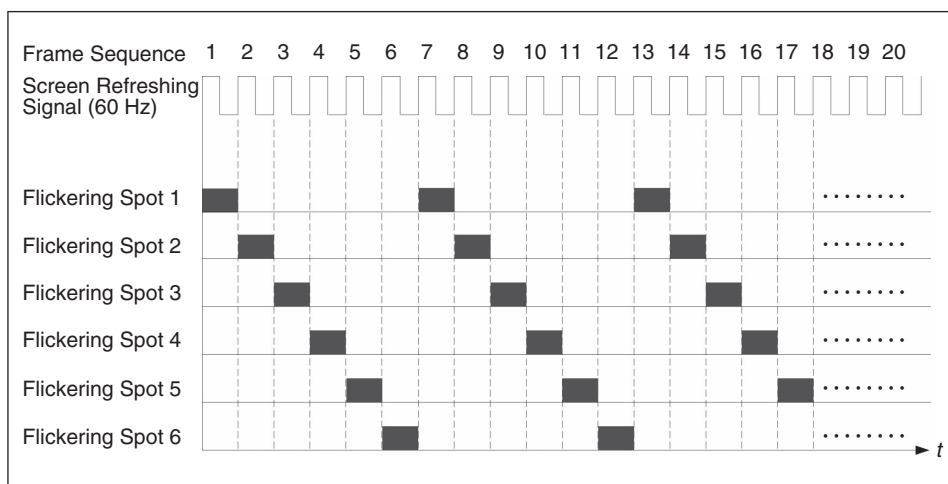 Frame Sequence 1 2 3 4 5 6 7 8 9 10 11 12 13 14 15 16 17 18 19 20
Screen Refreshing
Signal (60 Hz)
Flickering Spot 1 ........
Flickering Spot 2 ........
Flickering Spot 3 ........
Flickering Spot 4 ........
Flickering Spot 5 ........
Flickering Spot 6 ........
t